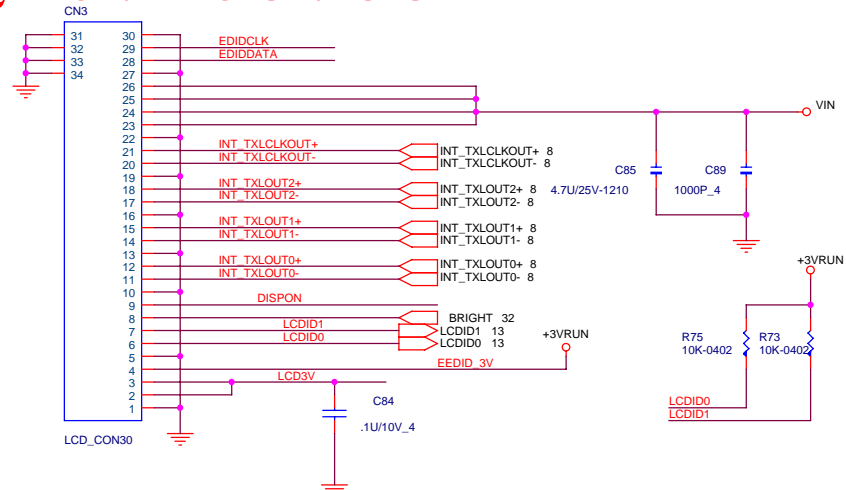 CN3
31 30
32 29 EDIDCLK
33 28 EDIDDATA
34 27
26
25
24 VIN
23
22
21 INT_TXLCLKOUT+ INT_TXLCLKOUT+ 8
20 INT_TXLCLKOUT- INT_TXLCLKOUT- 8
19
18 INT_TXLOUT2+ INT_TXLOUT2+ 8
17 INT_TXLOUT2- INT_TXLOUT2- 8
16
15 INT_TXLOUT1+ INT_TXLOUT1+ 8
14 INT_TXLOUT1- INT_TXLOUT1- 8
13
12 INT_TXLOUT0+ INT_TXLOUT0+ 8
11 INT_TXLOUT0- INT_TXLOUT0- 8
10
9 DISPON
8 BRIGHT 32
7 LCDID1 LCDID1 13
6 LCDID0 LCDID0 13
5
4 EEDID_3V +3VRUN
3 LCD3V
2
1
LCD_CON30
C84
.1U/10V_4
C85
4.7U/25V-1210
C89
1000P_4
+3VRUN
R75
10K-0402
R73
10K-0402
LCDID0
LCDID1